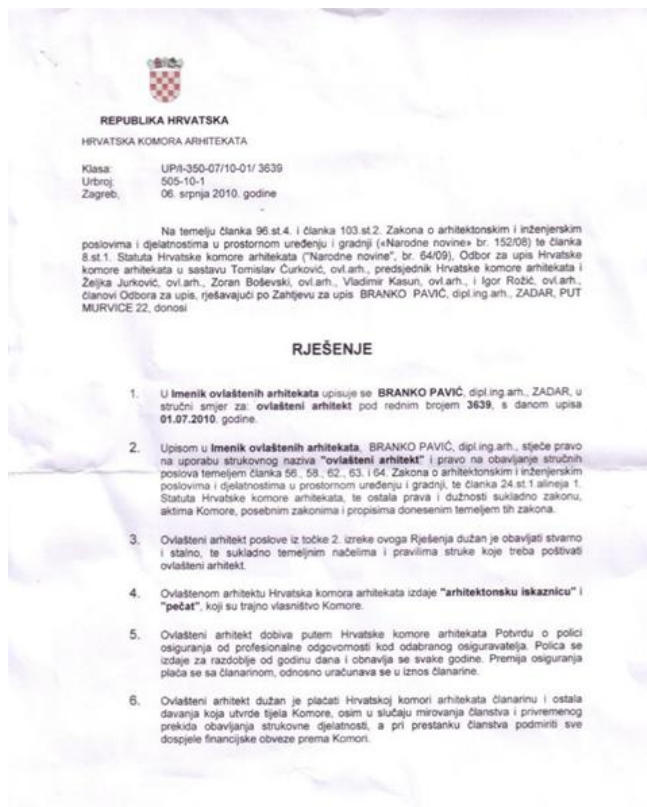 REPUBLIKA HRVATSKA
HRVATSKA KOMORA ARHITEKATA
Klasa: UP/I-350-07/10-01/ 3639
Urbroj: 505-10-1
Zagreb, 06. srpnja 2010. godine
Na temelju članka 96.st.4. i članka 103.st.2. Zakona o arhitektonskim i inženjerskim
poslovima i djelatnostima u prostornom uređenju i gradnji («Narodne novine» br. 152/08) te članka
8.st.1. Statuta Hrvatske komore arhitekata ("Narodne novine", br. 64/09), Odbor za upis Hrvatske
komore arhitekata u sastavu Tomislav Ćurković, ovl.arh., predsjednik Hrvatske komore arhitekata i
Željka Jurković, ovl.arh., Zoran Boševski, ovl.arh., Vladimir Kasun, ovl.arh., i Igor Rožić, ovl.arh.,
članovi Odbora za upis, rješavajući po Zahtjevu za upis BRANKO PAVIĆ, dipl.ing.arh., ZADAR, PUT
MURVICE 22, donosi
RJEŠENJE
1. U Imenik ovlaštenih arhitekata upisuje se BRANKO PAVIĆ, dipl.ing.arh., ZADAR, u
stručni smjer za: ovlašteni arhitekt pod rednim brojem 3639, s danom upisa
01.07.2010. godine.
2. Upisom u Imenik ovlaštenih arhitekata, BRANKO PAVIĆ, dipl.ing.arh., stječe pravo
na uporabu strukovnog naziva "ovlašteni arhitekt" i pravo na obavljanje stručnih
poslova temeljem članka 56., 58., 62., 63. i 64. Zakona o arhitektonskim i inženjerskim
poslovima i djelatnostima u prostornom uređenju i gradnji, te članka 24.st.1.alineja 1.
Statuta Hrvatske komore arhitekata, te ostala prava i dužnosti sukladno zakonu,
aktima Komore, posebnim zakonima i propisima donesenim temeljem tih zakona.
3. Ovlašteni arhitekt poslove iz točke 2. izreke ovoga Rješenja dužan je obavljati stvarno
i stalno, te sukladno temeljnim načelima i pravilima struke koje treba poštivati
ovlašteni arhitekt.
4. Ovlaštenom arhitektu Hrvatska komora arhitekata izdaje "arhitektonsku iskaznicu" i
"pečat", koji su trajno vlasništvo Komore.
5. Ovlašteni arhitekt dobiva putem Hrvatske komore arhitekata Potvrdu o polici
osiguranja od profesionalne odgovornosti kod odabranog osiguravatelja. Polica se
izdaje za razdoblje od godinu dana i obnavlja se svake godine. Premija osiguranja
plaća se sa članarinom, odnosno uračunava se u iznos članarine.
6. Ovlašteni arhitekt dužan je plaćati Hrvatskoj komori arhitekata članarinu i ostala
davanja koja utvrde tijela Komore, osim u slučaju mirovanja članstva i privremenog
prekida obavljanja strukovne djelatnosti, a pri prestanku članstva podmiriti sve
dospjele financijske obveze prema Komori.